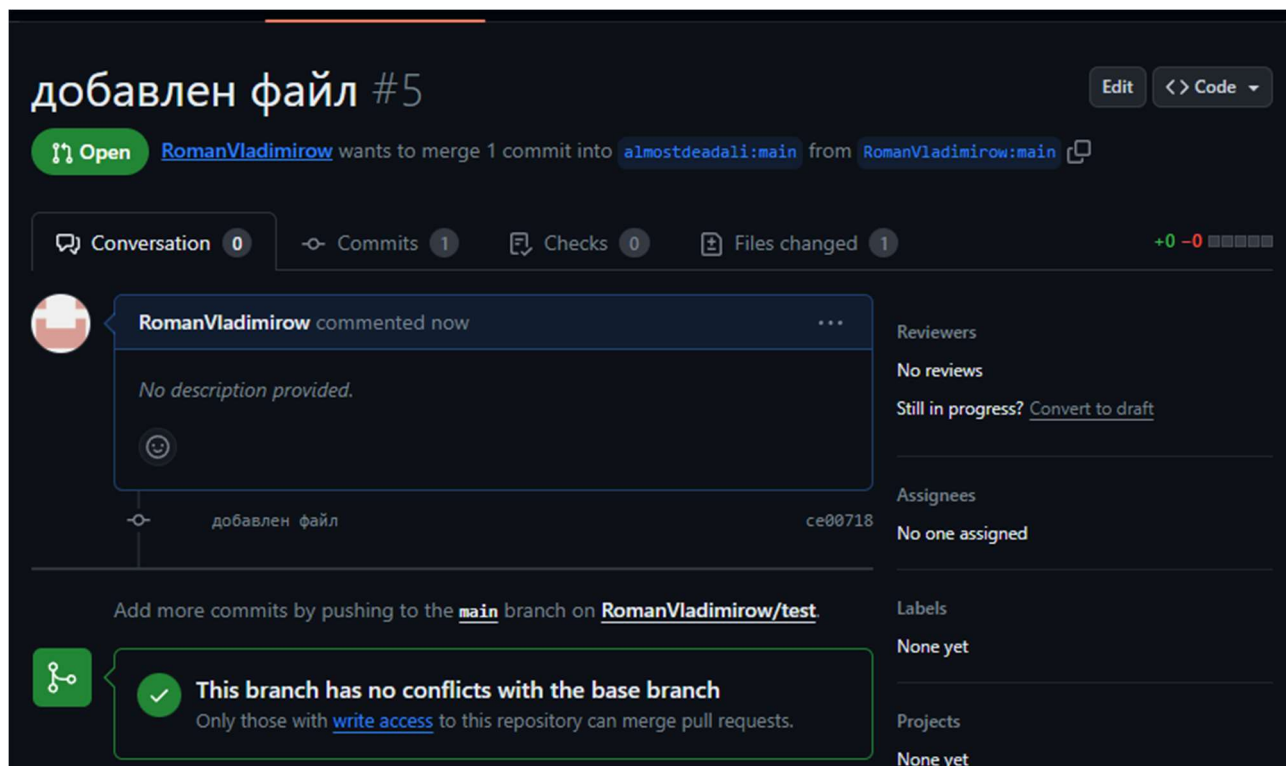 добавлен файл #5
Edit
<> Code
Open RomanVladimirow wants to merge 1 commit into almostdeadali:main from RomanVladimirow:main
Conversation 0 Commits 1 Checks 0 Files changed 1 +0 −0
RomanVladimirow commented now ...
No description provided.
добавлен файл ce00718
Add more commits by pushing to the main branch on RomanVladimirow/test.
This branch has no conflicts with the base branch
Only those with write access to this repository can merge pull requests.
Reviewers
No reviews
Still in progress? Convert to draft
Assignees
No one assigned
Labels
None yet
Projects
None yet